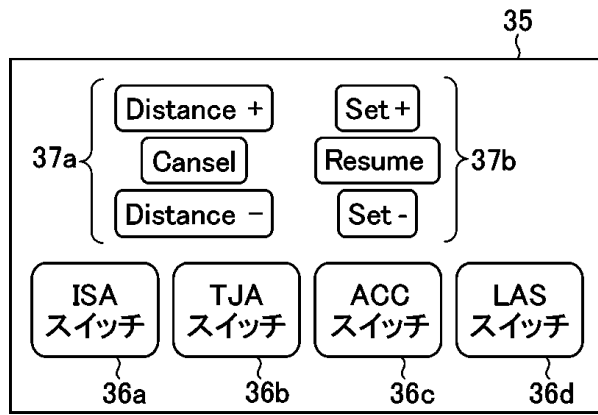 35
Distance +
Set +
37a
Cansel
Resume
37b
Distance −
Set -
ISA
スイッチ
TJA
スイッチ
ACC
スイッチ
LAS
スイッチ
36a
36b
36c
36d